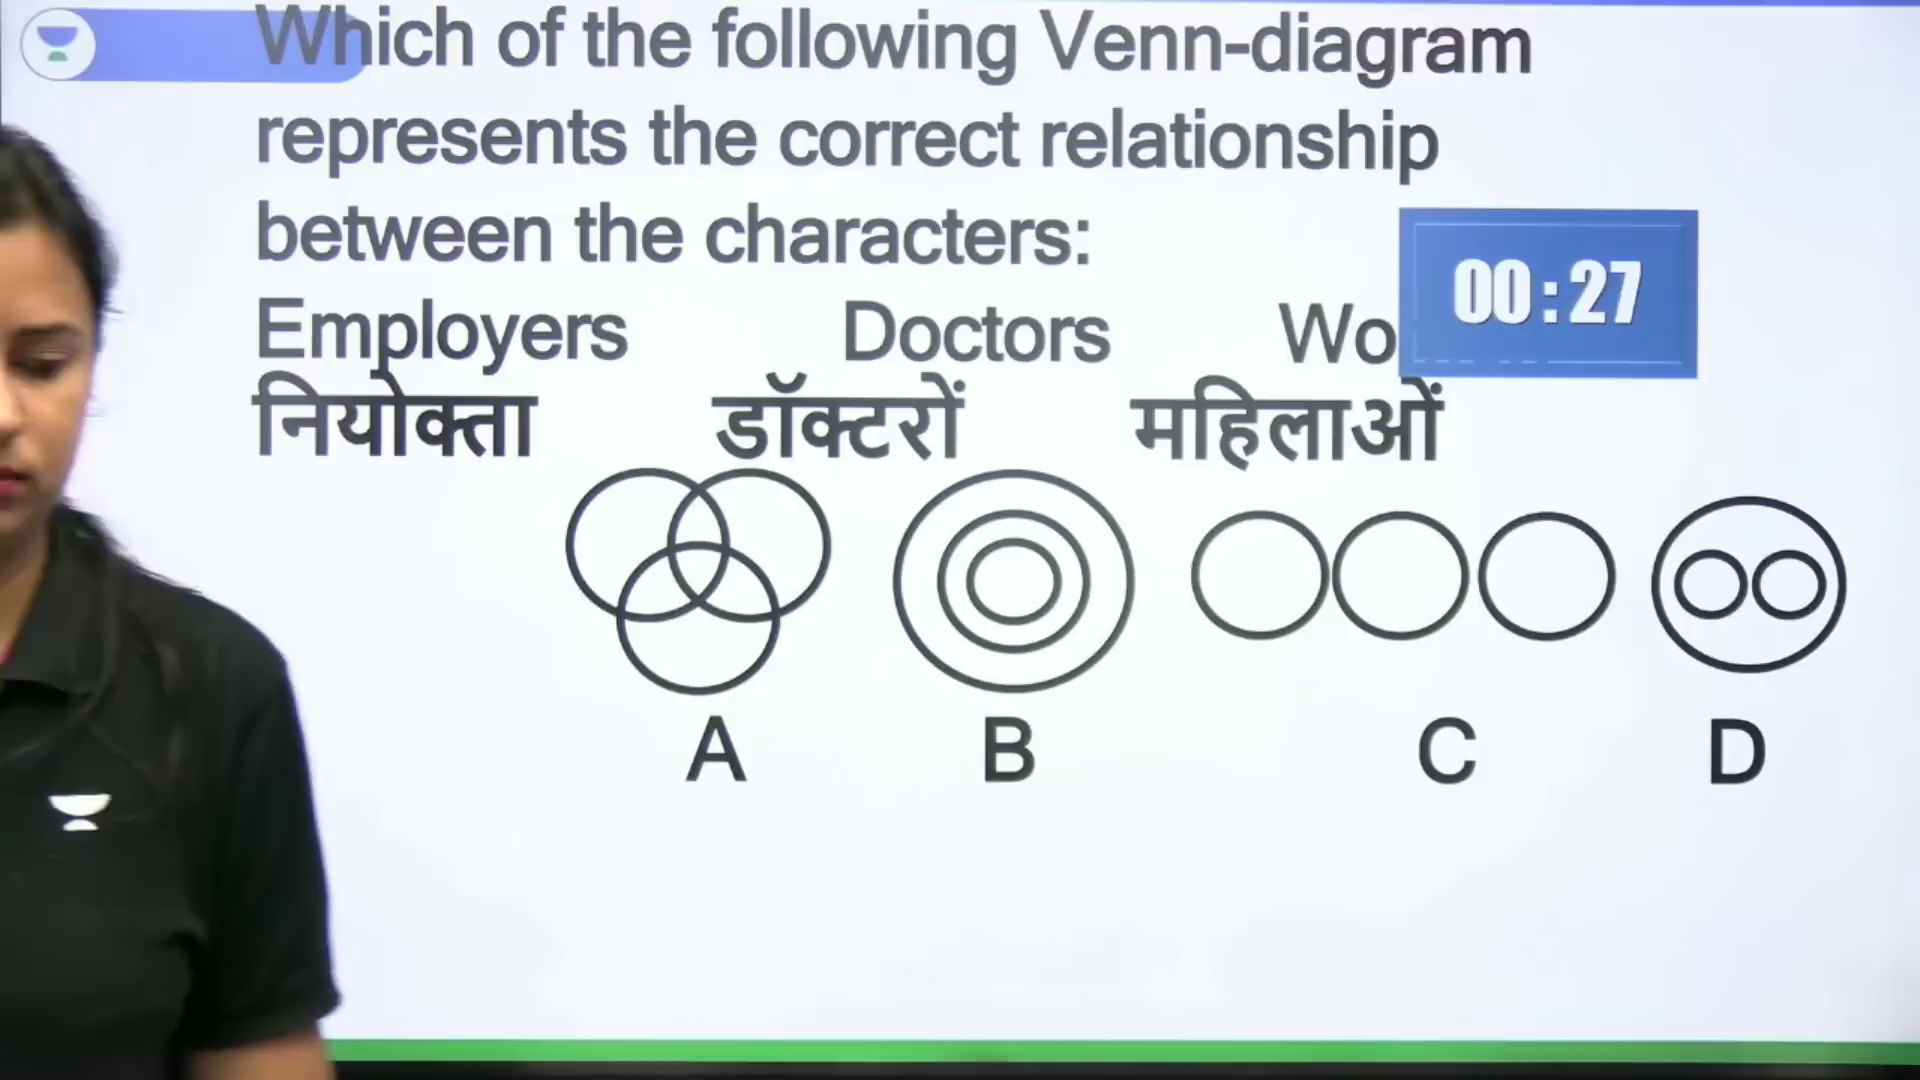 Which of the following Venn-diagram
represents the correct relationship
between the characters:
Employers Doctors
नियोक्ता डॉक्टरों महिलाओं
00:27
A B C D